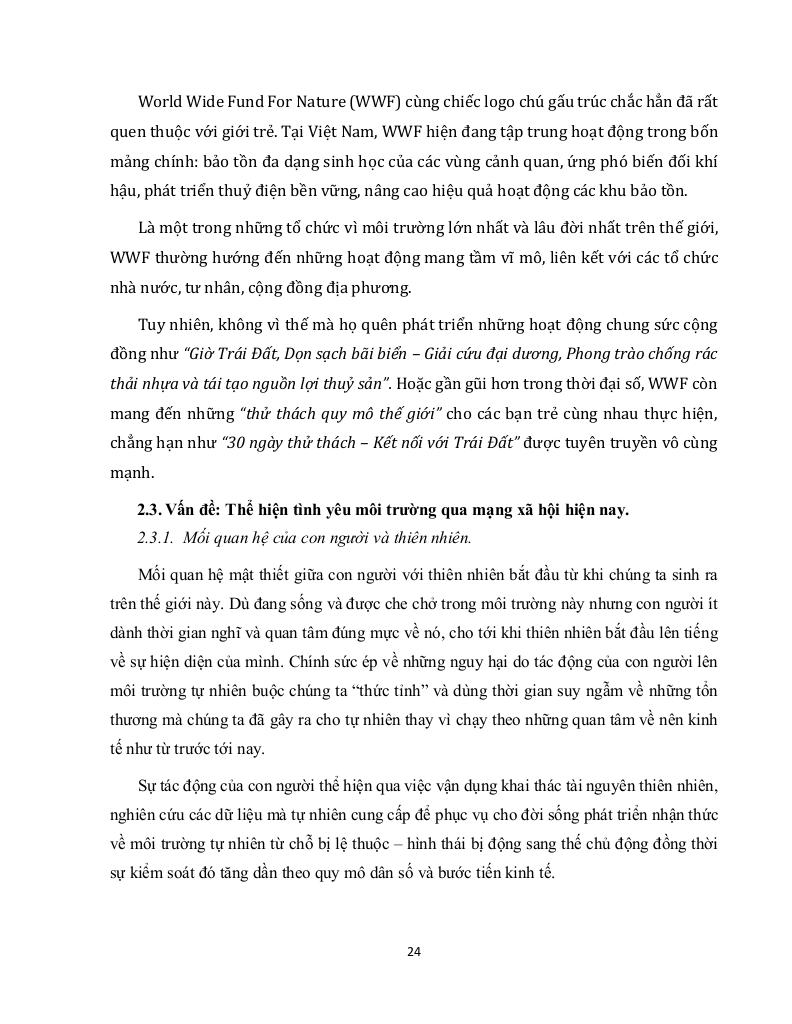 World Wide Fund For Nature (WWF) cùng chiếc logo chú gấu trúc chắc hẳn đã rất
quen thuộc với giới trẻ. Tại Việt Nam, WWF hiện đang tập trung hoạt động trong bốn
mảng chính: bảo tồn đa dạng sinh học của các vùng cảnh quan, ứng phó biến đối khí
hậu, phát triển thuỷ điện bền vững, nâng cao hiệu quả hoạt động các khu bảo tồn.
Là một trong những tổ chức vì môi trường lớn nhất và lâu đời nhất trên thế giới,
WWF thường hướng đến những hoạt động mang tầm vĩ mô, liên kết với các tổ chức
nhà nước, tư nhân, cộng đồng địa phương.
Tuy nhiên, không vì thế mà họ quên phát triển những hoạt động chung sức cộng
đồng như “Giờ Trái Đất, Dọn sạch bãi biển – Giải cứu đại dương, Phong trào chống rác
thải nhựa và tái tạo nguồn lợi thuỷ sản”. Hoặc gần gũi hơn trong thời đại số, WWF còn
mang đến những “thử thách quy mô thế giới” cho các bạn trẻ cùng nhau thực hiện,
chẳng hạn như “30 ngày thử thách – Kết nối với Trái Đất” được tuyên truyền vô cùng
mạnh.
2.3. Vấn đề: Thể hiện tình yêu môi trường qua mạng xã hội hiện nay.
2.3.1. Mối quan hệ của con người và thiên nhiên.
Mối quan hệ mật thiết giữa con người với thiên nhiên bắt đầu từ khi chúng ta sinh ra
trên thế giới này. Dù đang sống và được che chở trong môi trường này nhưng con người ít
dành thời gian nghĩ và quan tâm đúng mực về nó, cho tới khi thiên nhiên bắt đầu lên tiếng
về sự hiện diện của mình. Chính sức ép về những nguy hại do tác động của con người lên
môi trường tự nhiên buộc chúng ta “thức tỉnh” và dùng thời gian suy ngẫm về những tổn
thương mà chúng ta đã gây ra cho tự nhiên thay vì chạy theo những quan tâm về nên kinh
tế như từ trước tới nay.
Sự tác động của con người thể hiện qua việc vận dụng khai thác tài nguyên thiên nhiên,
nghiên cứu các dữ liệu mà tự nhiên cung cấp để phục vụ cho đời sống phát triển nhận thức
về môi trường tự nhiên từ chỗ bị lệ thuộc – hình thái bị động sang thế chủ động đồng thời
sự kiểm soát đó tăng dần theo quy mô dân số và bước tiến kinh tế.
24